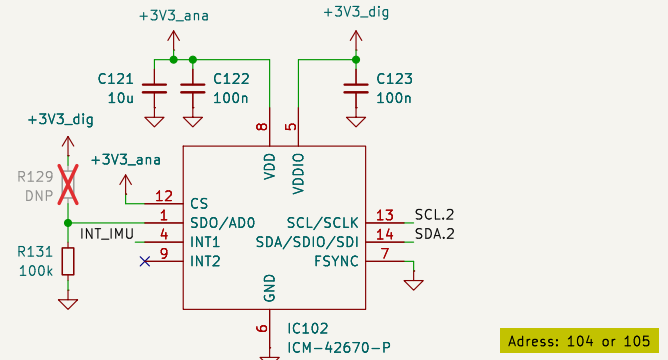 +3V3_ana
+3V3_dig
C121
10u
C122
100n
C123
100n
+3V3_dig
8
5
+3V3_ana
R129
DNP
VDD
VDDIO
12
CS
1
SDO/AD0
SCL/SCLK
13
SCL.2
INT_IMU
4
INT1
SDA/SDIO/SDI
14
SDA.2
R131
100k
9
INT2
FSYNC
7
GND
6
IC102
ICM-42670-P
Adress: 104 or 105